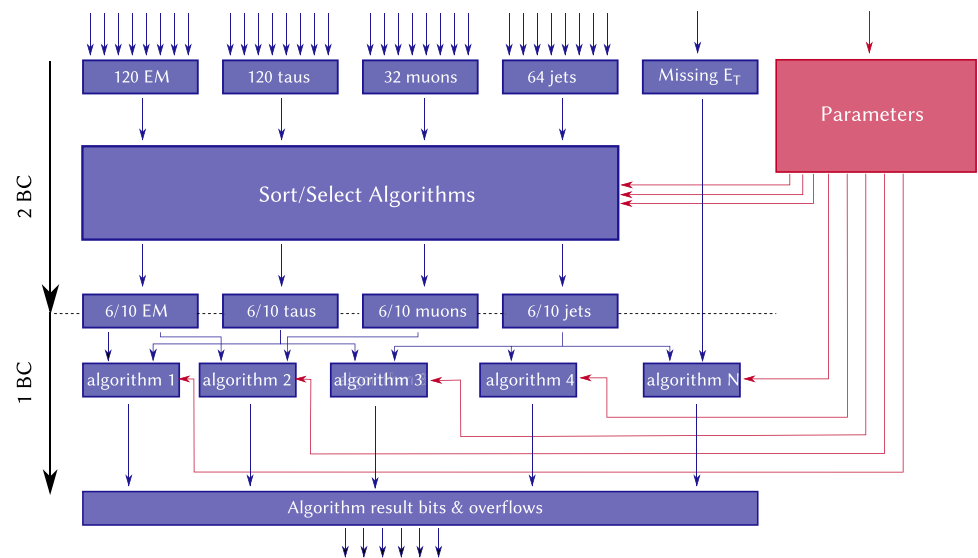 120 EM
120 taus
32 muons
64 jets
Missing E_T
Parameters
2 BC
Sort/Select Algorithms
6/10 EM
6/10 taus
6/10 muons
6/10 jets
1 BC
algorithm 1
algorithm 2
algorithm 3
algorithm 4
algorithm N
Algorithm result bits & overflows